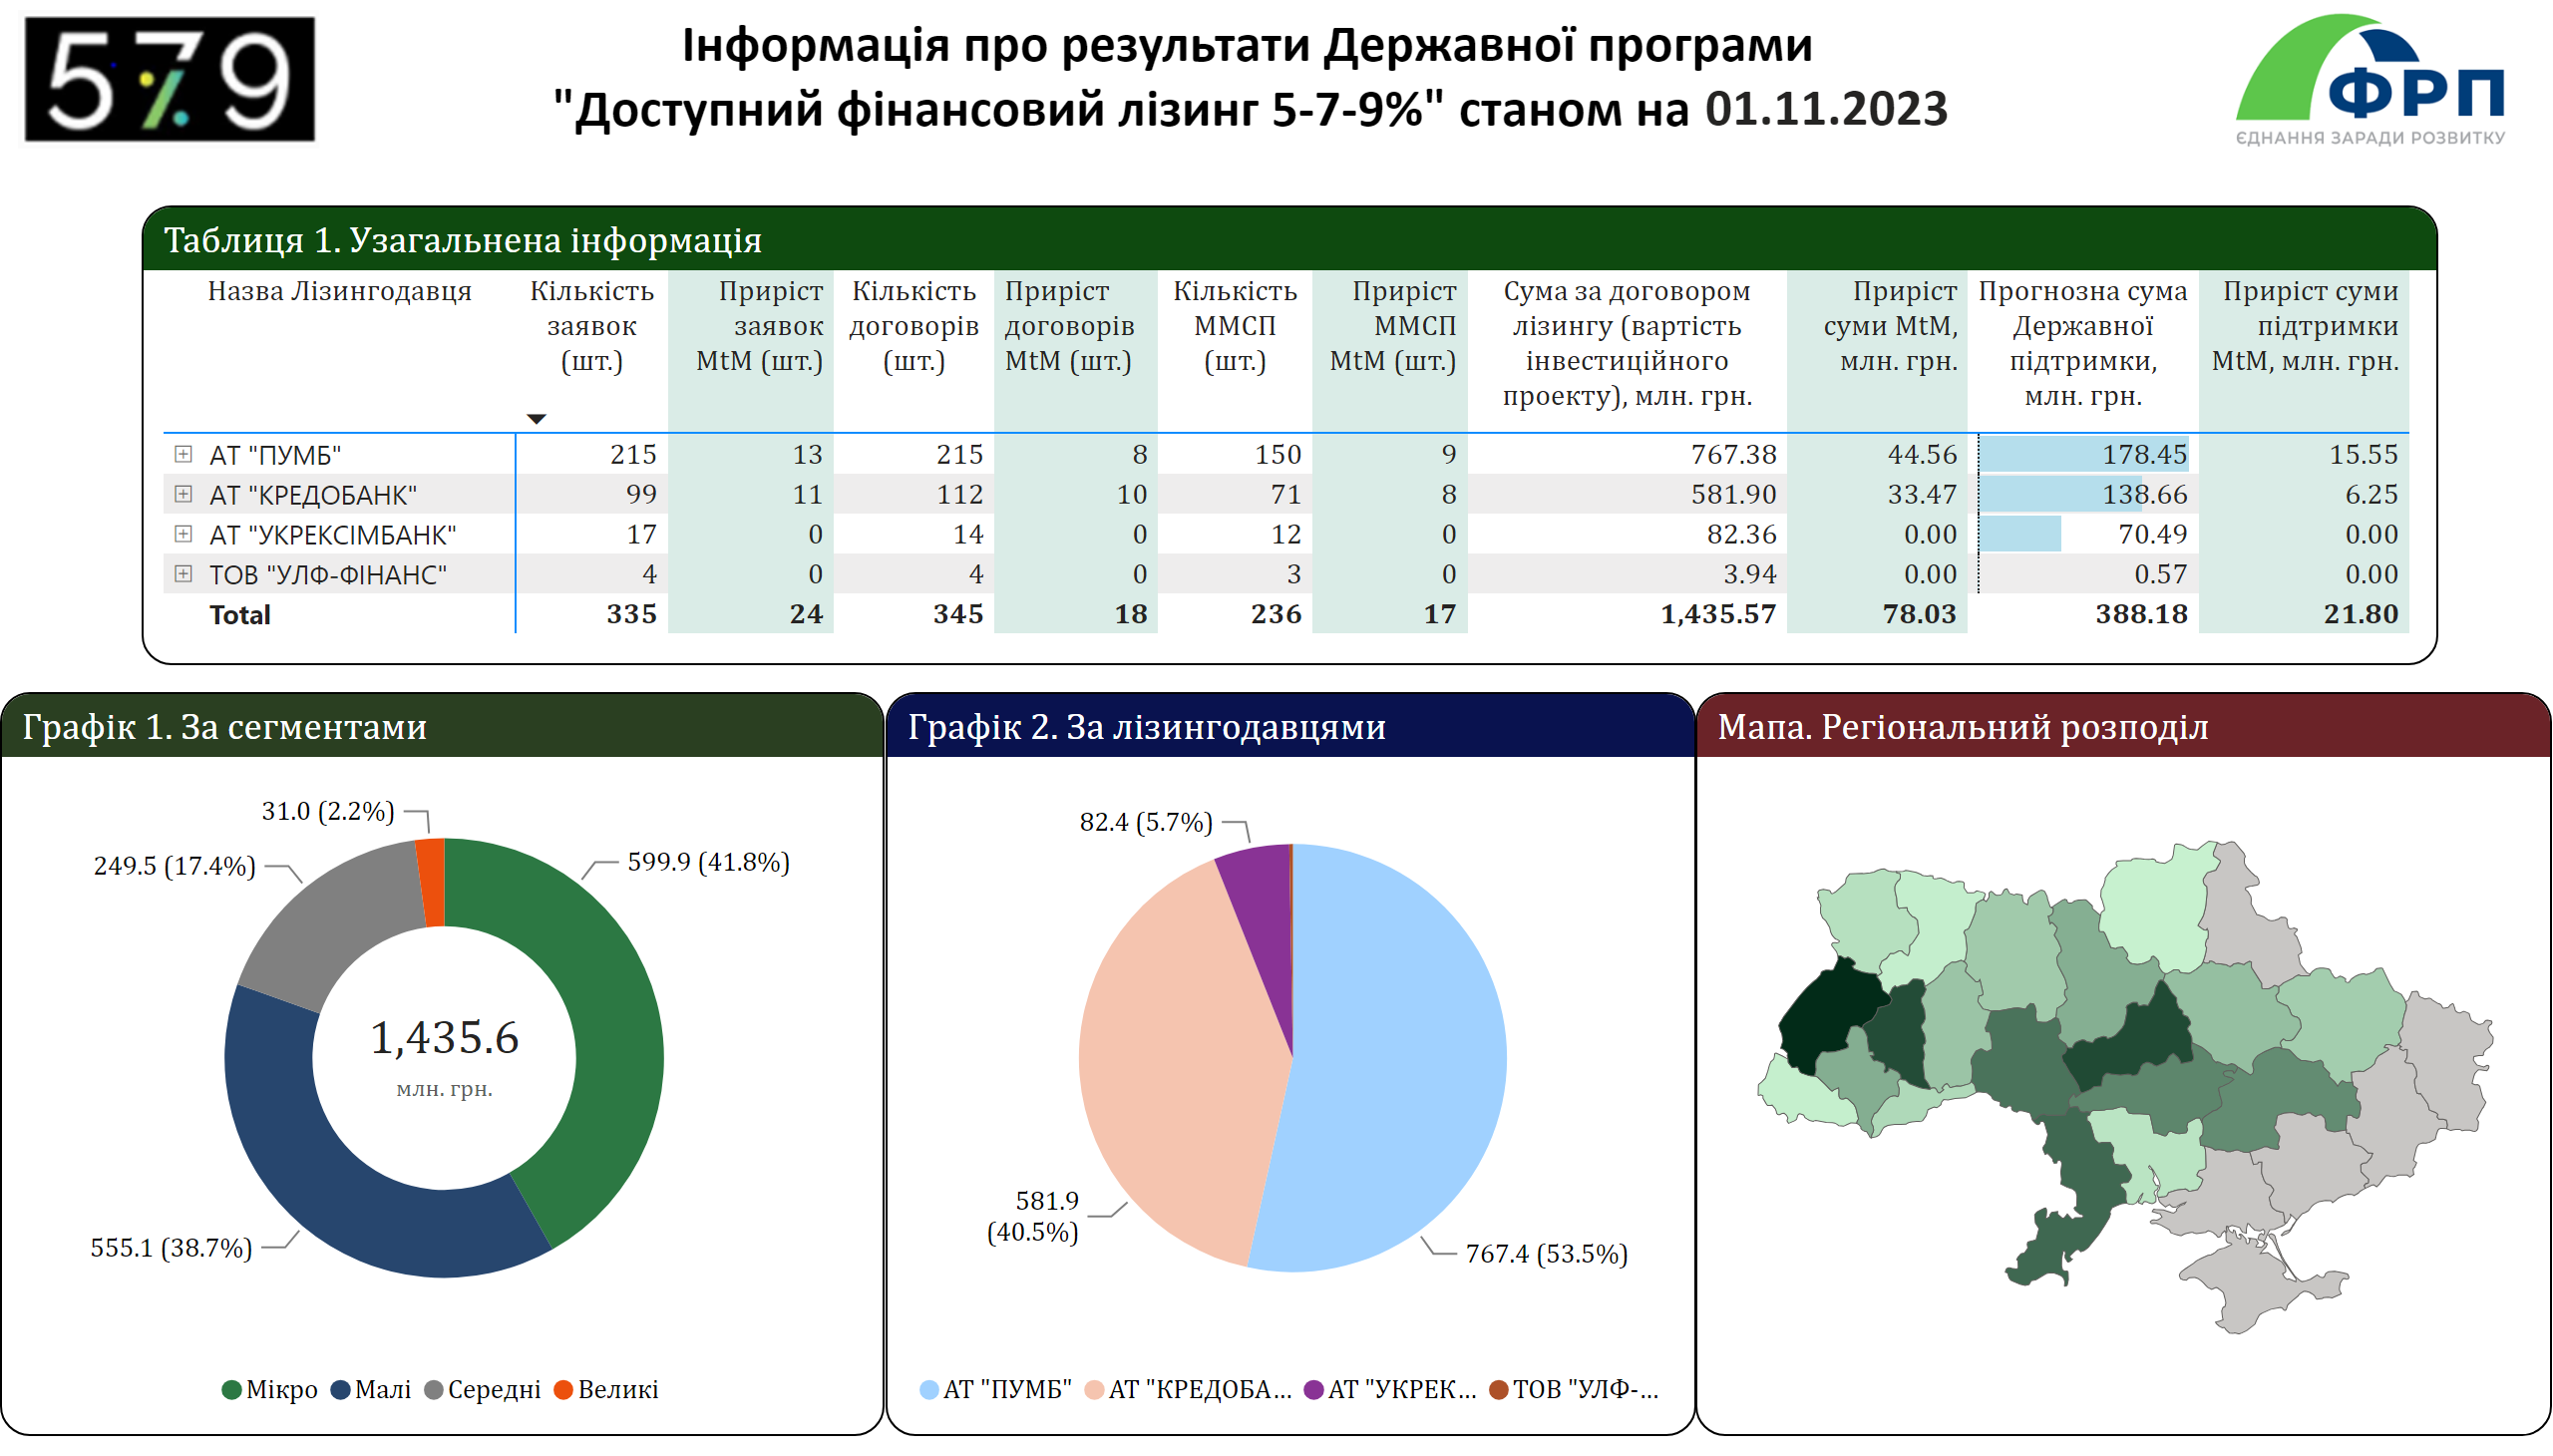 579
Інформація про результати Державної програми
"Доступний фінансовий лізинг 5-7-9%" станом на 01.11.2023
ФРП
ЄДНАННЯ ЗАРАДИ РОЗВИТКУ
Таблиця 1. Узагальнена інформація
Назва Лізингодавця Кількість заявок (шт.) Приріст заявок MtM (шт.) Кількість договорів (шт.) Приріст договорів MtM (шт.) Кількість ММСП (шт.) Приріст ММСП MtM (шт.) Сума за договором лізингу (вартість інвестиційного проекту), млн. грн. Приріст суми MtM, млн. грн. Прогнозна сума Державної підтримки, млн. грн. Приріст суми підтримки MtM, млн. грн.
АТ "ПУМБ" 215 13 215 8 150 9 767.38 44.56 178.45 15.55
АТ "КРЕДОБАНК" 99 11 112 10 71 8 581.90 33.47 138.66 6.25
АТ "УКРЕКСІМБАНК" 17 0 14 0 12 0 82.36 0.00 70.49 0.00
ТОВ "УЛФ-ФІНАНС" 4 0 4 0 3 0 3.94 0.00 0.57 0.00
Total 335 24 345 18 236 17 1,435.57 78.03 388.18 21.80
Графік 1. За сегментами
31.0 (2.2%)
249.5 (17.4%)
599.9 (41.8%)
1,435.6
млн. грн.
555.1 (38.7%)
Мікро Малі Середні Великі
Графік 2. За лізингодавцями
82.4 (5.7%)
581.9
(40.5%)
767.4 (53.5%)
АТ "ПУМБ" АТ "КРЕДОБА... АТ "УКРЕК... ТОВ "УЛФ-...
Мапа. Регіональний розподіл